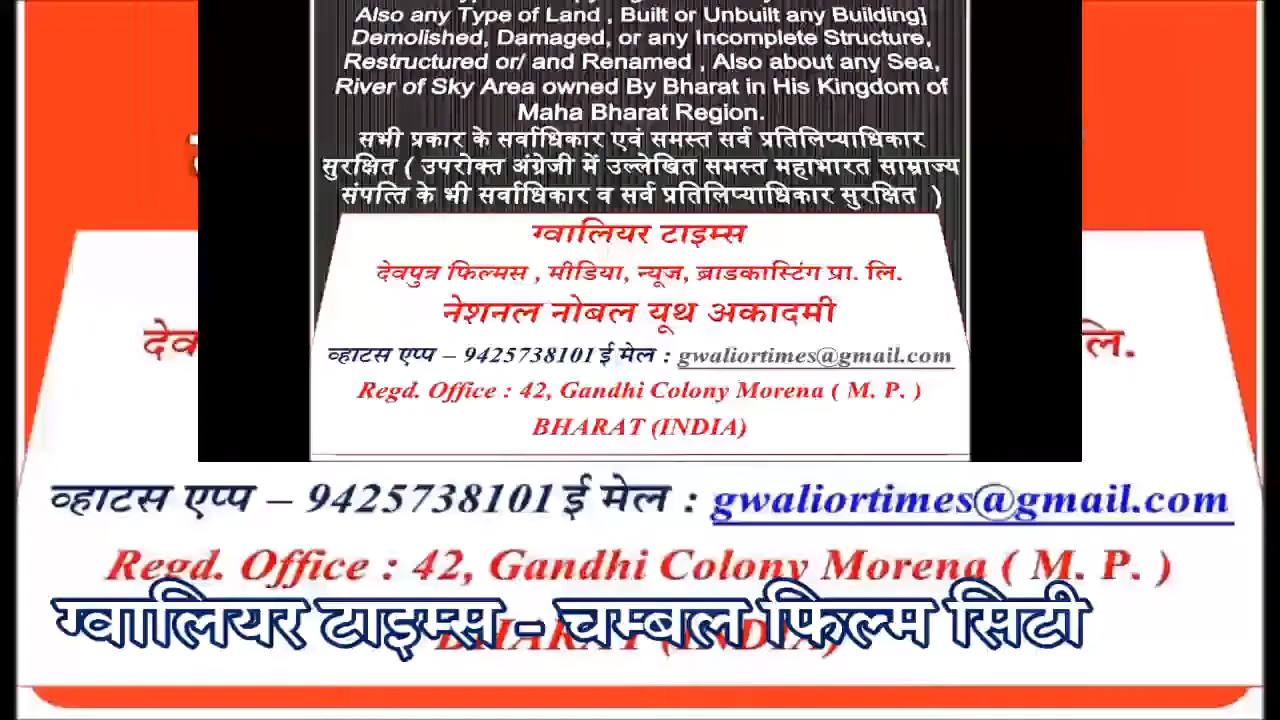 Also any Type of Land , Built or Unbuilt any Building]
Demolished, Damaged, or any Incomplete Structure,
Restructured or/ and Renamed , Also about any Sea,
River of Sky Area owned By Bharat in His Kingdom of
Maha Bharat Region.
सभी प्रकार के सर्वाधिकार एवं समस्त सर्व प्रतिलिप्याधिकार
सुरक्षित ( उपरोक्त अंग्रेजी में उल्लेखित समस्त महाभारत साम्राज्य
संपत्ति के भी सर्वाधिकार व सर्व प्रतिलिप्याधिकार सुरक्षित )
ग्वालियर टाइम्स
देवपुत्र फिल्मस , मीडिया, न्यूज, ब्राडकास्टिंग प्रा. लि.
नेशनल नोबल यूथ अकादमी
व्हाटस एप्प – 9425738101 ई मेल : gwaliortimes@gmail.com
Regd. Office : 42, Gandhi Colony Morena ( M. P. )
BHARAT (INDIA)
लि.
व्हाटस एप्प – 9425738101 ई मेल : gwaliortimes@gmail.com
Regd. Office : 42, Gandhi Colony Morena ( M. P. )
ग्वालियर टाइम्स - चम्बल फिल्म सिटी
BHARAT (INDIA)